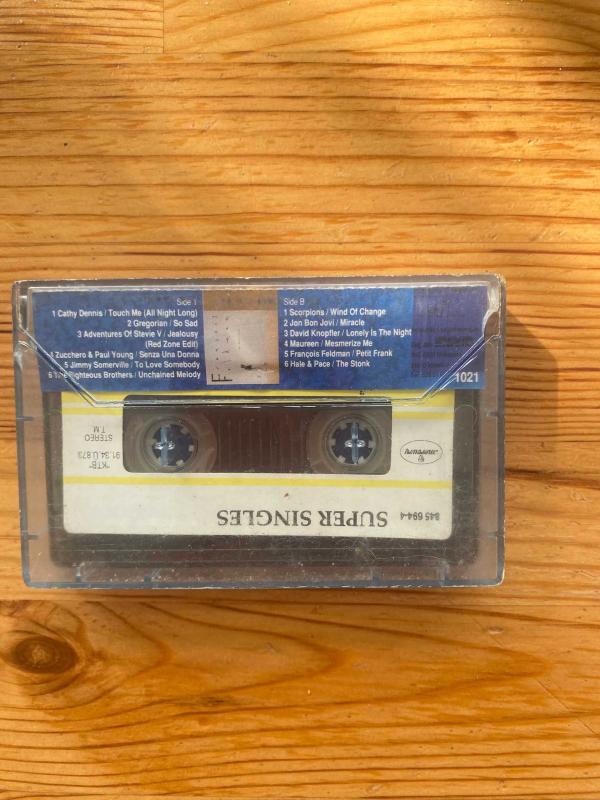 Side 1
1 Cathy Dennis / Touch Me (All Night Long)
2 Gregorian / So Sad
3 Adventures Of Stevie V / Jealousy
(Red Zone Edit)
4 Zucchero & Paul Young / Senza Una Donna
5 Jimmy Somerville / To Love Somebody
6 The Righteous Brothers / Unchained Melody
Side B
1 Scorpions / Wind Of Change
2 Jon Bon Jovi / Miracle
3 David Knopfler / Lonely Is The Night
4 Maureen / Mesmerize Me
5 François Feldman / Petit Frank
6 Hale & Pace / The Stonk
1021
845 694-4
SUPER SINGLES
"KTB"
91.34.Ü.873
STEREO
T.M